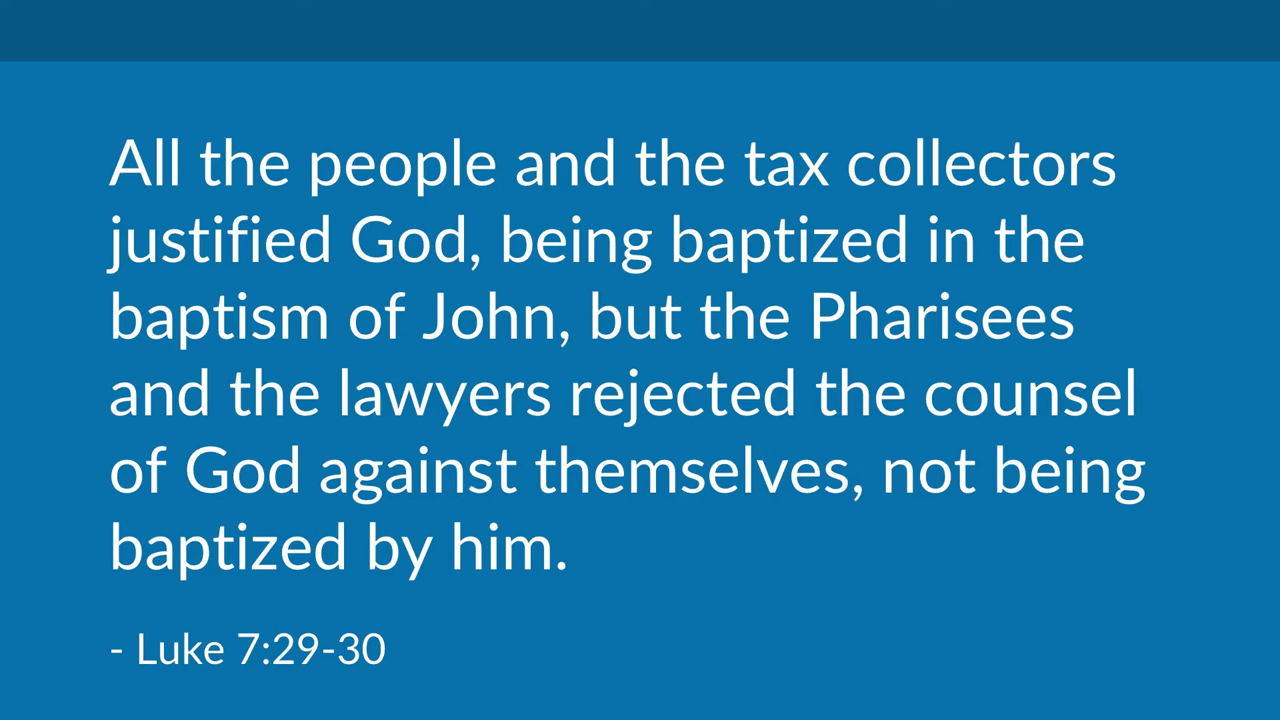 All the people and the tax collectors
justified God, being baptized in the
baptism of John, but the Pharisees
and the lawyers rejected the counsel
of God against themselves, not being
baptized by him.
- Luke 7:29-30